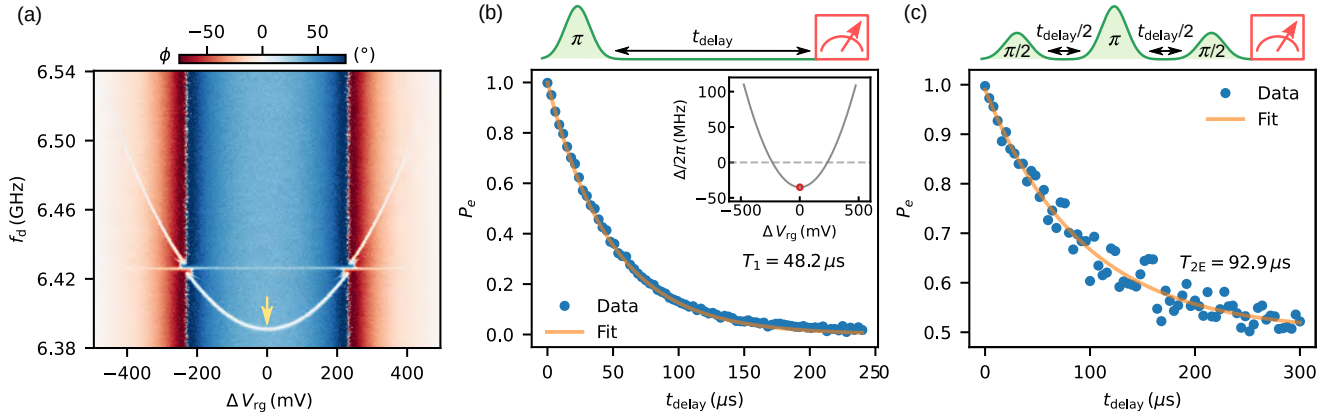 (a)
ϕ −50 0 50 (°)
6.54
6.50
6.46
6.42
6.38
f_d (GHz)
−400 −200 0 200 400
Δ V_rg (mV)
(b)
π
t_delay
1.0
0.8
0.6
0.4
0.2
0.0
P_e
100
50
0
−50
Δ/2π (MHz)
−500 0 500
Δ V_rg (mV)
T_1 = 48.2 μs
Data
Fit
0 50 100 150 200 250
t_delay (μs)
(c)
π/2
t_delay/2
π
t_delay/2
π/2
1.0
0.9
0.8
0.7
0.6
0.5
P_e
Data
Fit
T_2E = 92.9 μs
0 100 200 300
t_delay (μs)